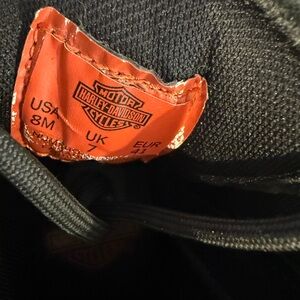 MOTOR
HARLEY-DAVIDSON
CYCLES
USA UK EUR
8M 7 41